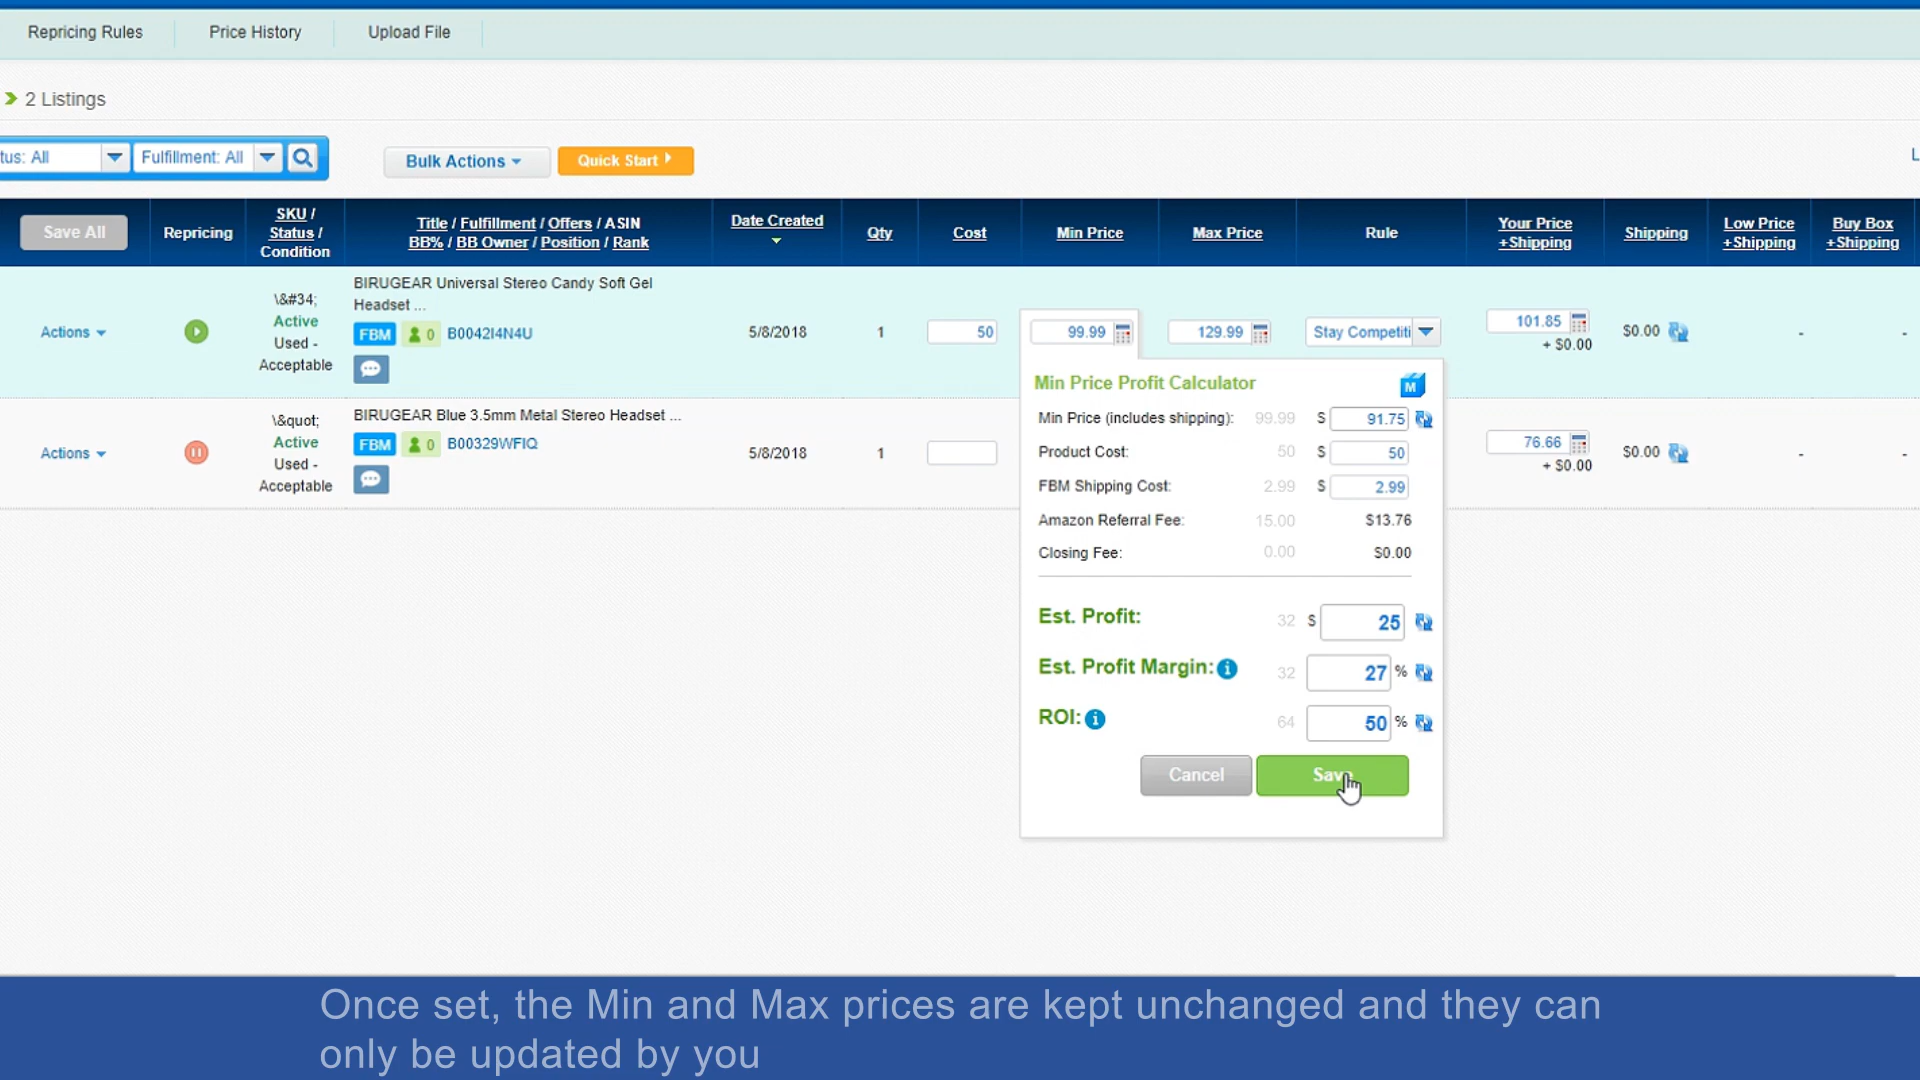 Repricing Rules
Price History
Upload File
2 Listings
tus: All
Fulfillment: All
Bulk Actions
Quick Start
L
Save All
Repricing
SKU /
Status /
Condition
Title / Fulfillment / Offers / ASIN
BB% / BB Owner / Position / Rank
Date Created
Qty
Cost
Min Price
Max Price
Rule
Your Price
+Shipping
Shipping
Low Price
+Shipping
Buy Box
+Shipping
Actions
\&#34;
Active
Used -
Acceptable
BIRUGEAR Universal Stereo Candy Soft Gel
Headset ...
FBM 0 B0042I4N4U
5/8/2018
1
50
99.99
129.99
Stay Competiti
101.85
+ $0.00
$0.00
-
-
Actions
\&quot;
Active
Used -
Acceptable
BIRUGEAR Blue 3.5mm Metal Stereo Headset ...
FBM 0 B00329WFIQ
5/8/2018
1
76.66
+ $0.00
$0.00
-
-
Min Price Profit Calculator
M
Min Price (includes shipping): 99.99 $ 91.75
Product Cost: 50 $ 50
FBM Shipping Cost: 2.99 $ 2.99
Amazon Referral Fee: 15.00 $13.76
Closing Fee: 0.00 $0.00
Est. Profit: 32 $ 25
Est. Profit Margin: 32 27 %
ROI: 64 50 %
Cancel
Save
Once set, the Min and Max prices are kept unchanged and they can
only be updated by you